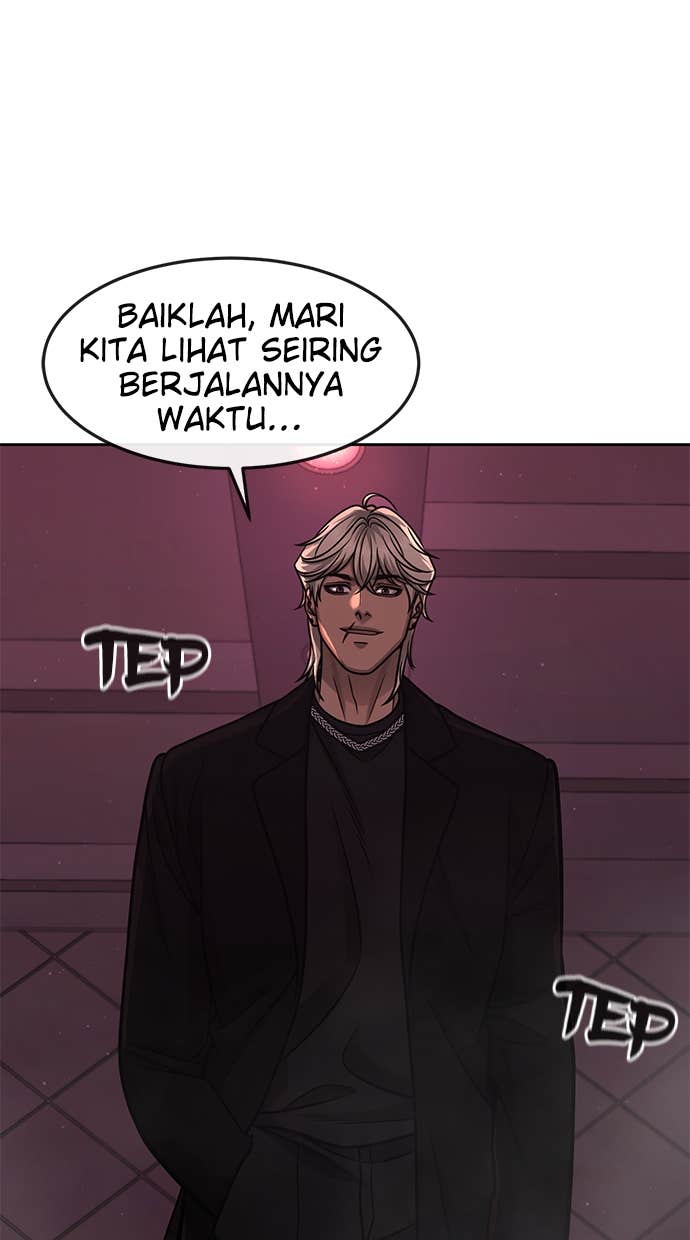 BAIKLAH, MARI
KITA LIHAT SEIRING
BERJALANNYA
WAKTU...
TEP
TEP